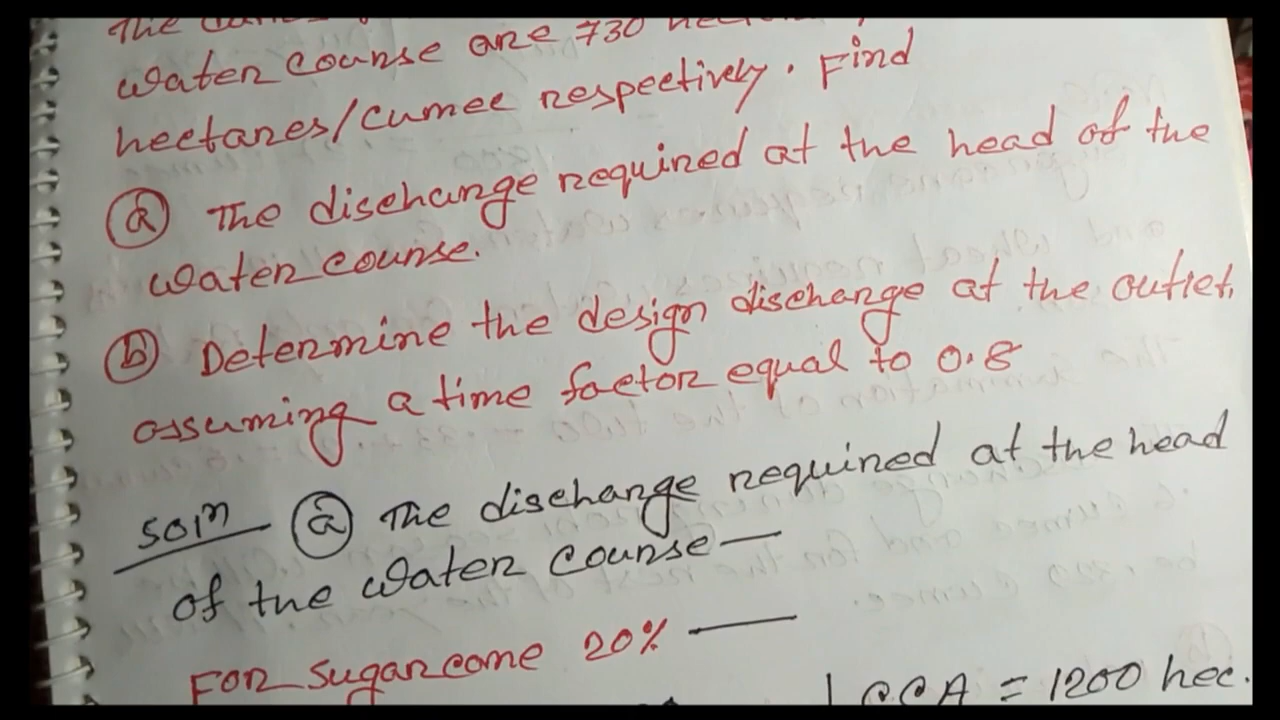 The
water course are 730
hectares/cumec respectively. Find
(a) The discharge required at the head of the
water course.
(b) Determine the design discharge at the outlet,
assuming a time factor equal to 0.8
Soln (a) The discharge required at the head
of the water course —
For sugarcane 20% —
CCA = 1200 hec.